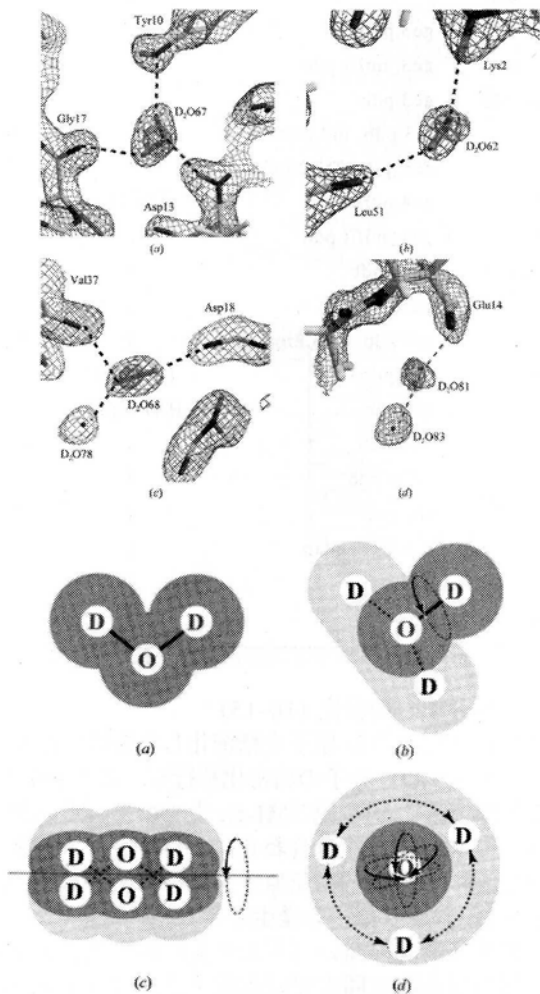 Tyr10
D₂O67
Gly17
Asp13
(a)
Lys2
D₂O62
Leu51
(b)
Val37
Asp18
D₂O68
D₂O78
(c)
Glu14
D₂O81
D₂O83
(d)
D D
O
(a)
D D
O
D
(b)
D O D
D O D
(c)
O
D D
D
(d)